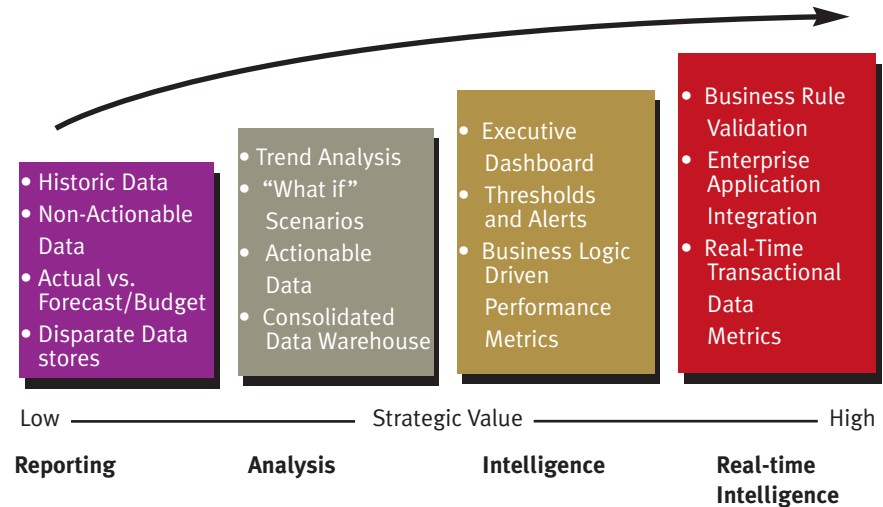 • Historic Data
• Non-Actionable
Data
• Actual vs.
Forecast/Budget
• Disparate Data
stores
• Trend Analysis
• “What if”
Scenarios
• Actionable
Data
• Consolidated
Data Warehouse
• Executive
Dashboard
• Thresholds
and Alerts
• Business Logic
Driven
Performance
Metrics
• Business Rule
Validation
• Enterprise
Application
Integration
• Real-Time
Transactional
Data
Metrics
Low Strategic Value High
Reporting
Analysis
Intelligence
Real-time
Intelligence